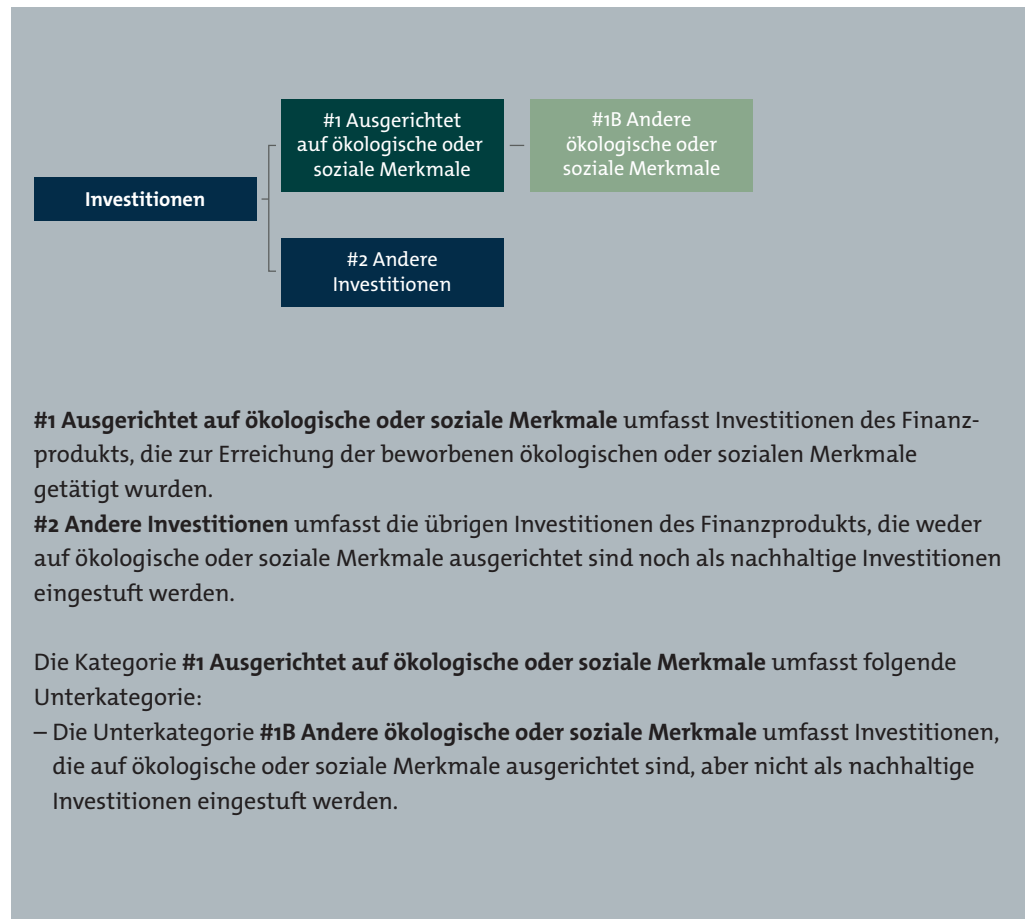 #1 Ausgerichtet
auf ökologische oder
soziale Merkmale
#1B Andere
ökologische oder
soziale Merkmale
Investitionen
#2 Andere
Investitionen
#1 Ausgerichtet auf ökologische oder soziale Merkmale umfasst Investitionen des Finanz-
produkts, die zur Erreichung der beworbenen ökologischen oder sozialen Merkmale
getätigt wurden.
#2 Andere Investitionen umfasst die übrigen Investitionen des Finanzprodukts, die weder
auf ökologische oder soziale Merkmale ausgerichtet sind noch als nachhaltige Investitionen
eingestuft werden.
Die Kategorie #1 Ausgerichtet auf ökologische oder soziale Merkmale umfasst folgende
Unterkategorie:
– Die Unterkategorie #1B Andere ökologische oder soziale Merkmale umfasst Investitionen,
die auf ökologische oder soziale Merkmale ausgerichtet sind, aber nicht als nachhaltige
Investitionen eingestuft werden.